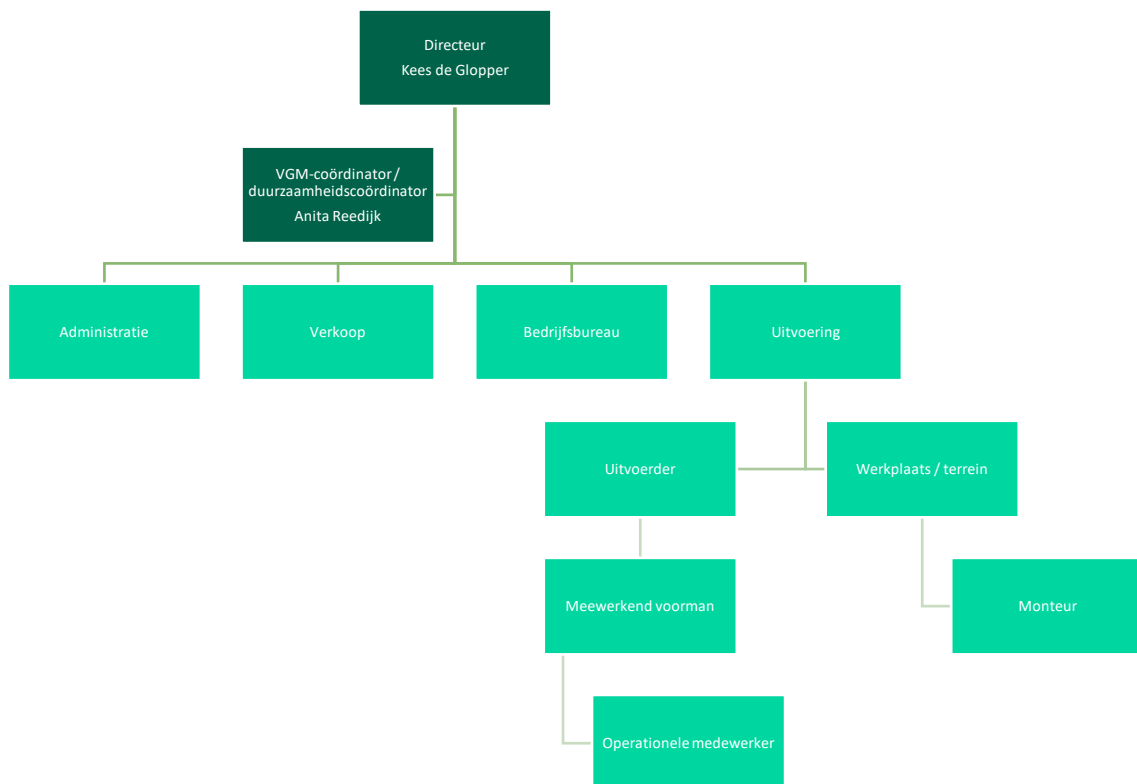 Directeur
Kees de Glopper
VGM-coördinator /
duurzaamheidscoördinator
Anita Reedijk
Administratie
Verkoop
Bedrijfsbureau
Uitvoering
Uitvoerder
Werkplaats / terrein
Meewerkend voorman
Monteur
Operationele medewerker